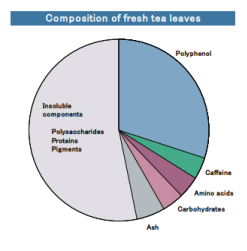 Composition of fresh tea leaves
Polyphenol
Insoluble
components
Polysaccharides
Proteins
Pigments
Caffeine
Amino acids
Carbohydrates
Ash